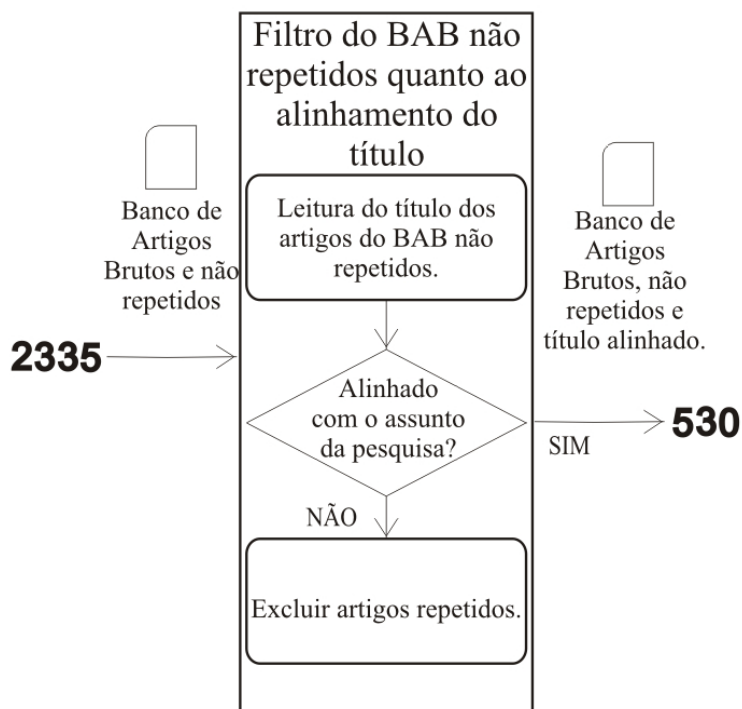 Filtro do BAB não
repetidos quanto ao
alinhamento do
título
Banco de
Artigos
Brutos e não
repetidos
2335
Leitura do título dos
artigos do BAB não
repetidos.
Alinhado
com o assunto
da pesquisa?
SIM
NÃO
Excluir artigos repetidos.
Banco de
Artigos
Brutos, não
repetidos e
título alinhado.
530